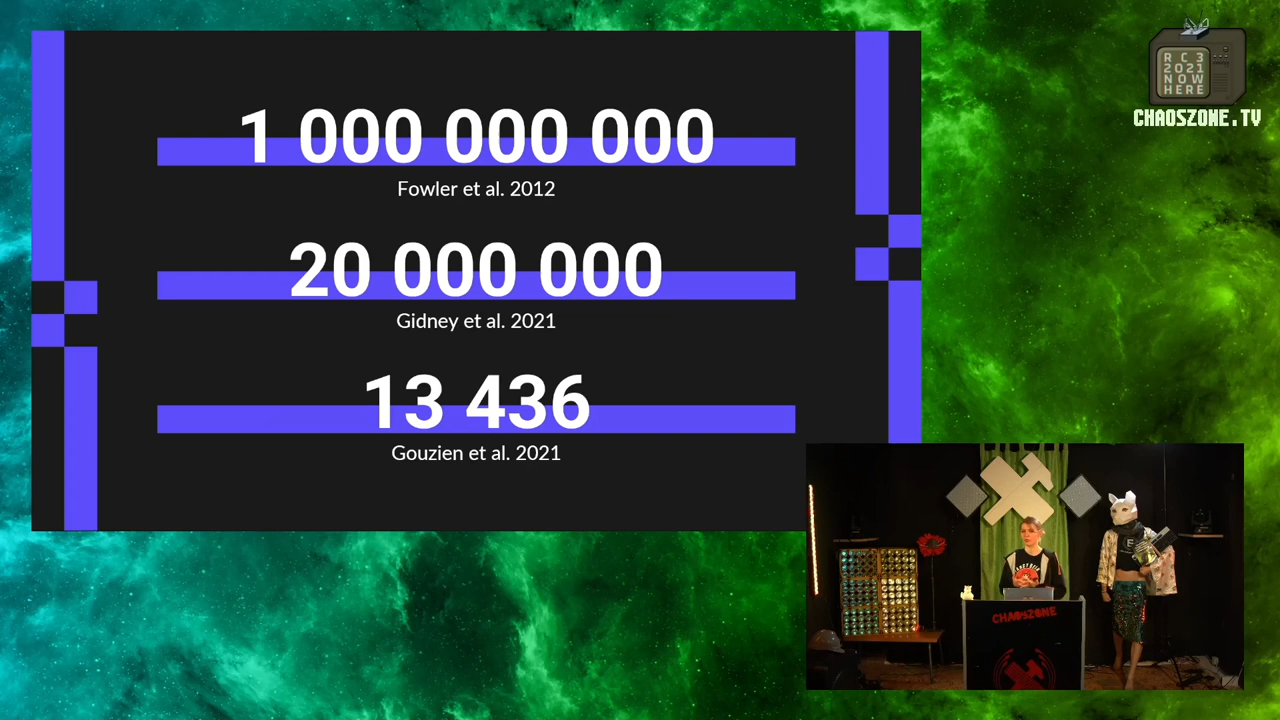 1 000 000 000
Fowler et al. 2012
20 000 000
Gidney et al. 2021
13 436
Gouzien et al. 2021
RC3
2021
NOW
HERE
CHAOSZONE.TV
CHAOSZONE